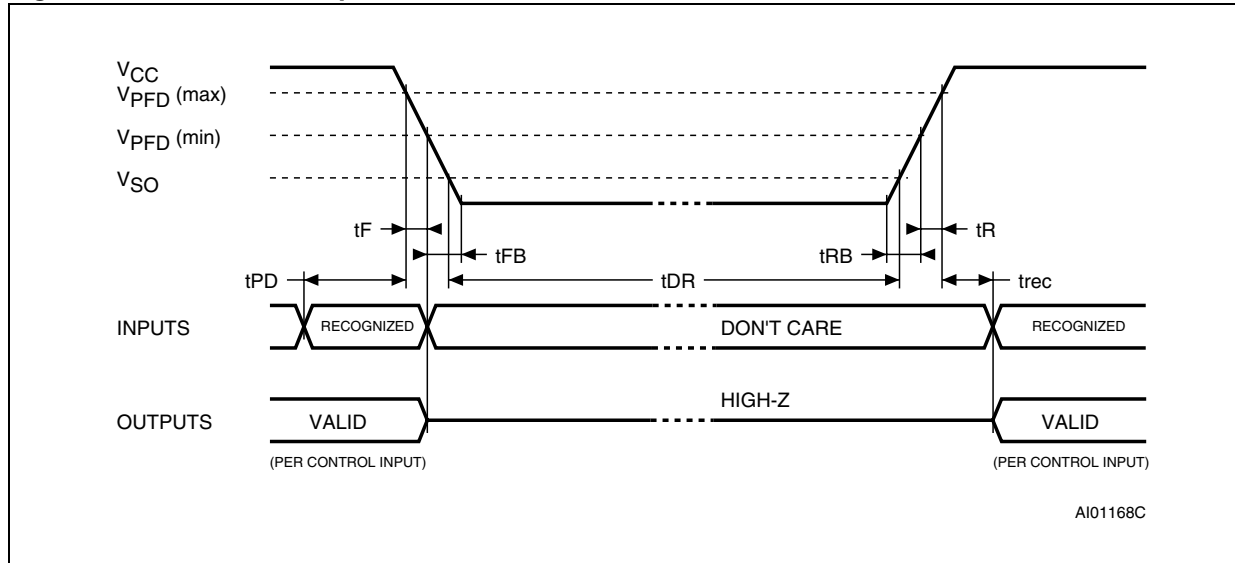 VCC
VPFD (max)
VPFD (min)
VSO
tF
tR
tFB
tRB
tPD
tDR
trec
INPUTS
RECOGNIZED
DON'T CARE
RECOGNIZED
HIGH-Z
OUTPUTS
VALID
VALID
(PER CONTROL INPUT)
(PER CONTROL INPUT)
AI01168C